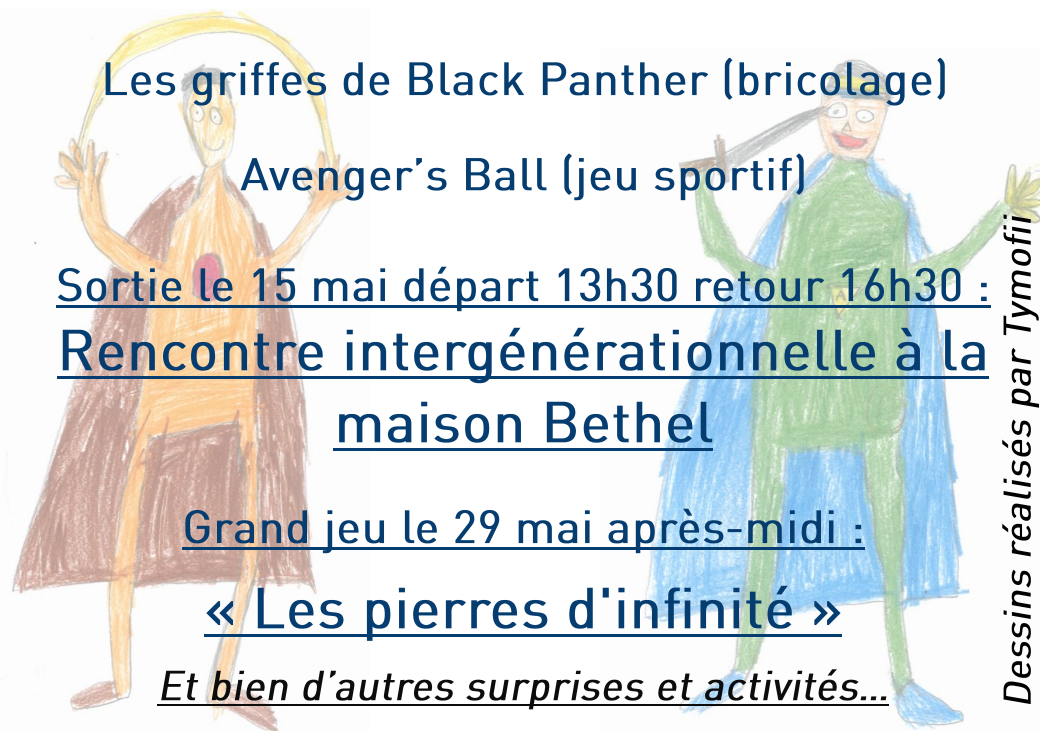 Les griffes de Black Panther (bricolage)
Avenger’s Ball (jeu sportif)
Sortie le 15 mai départ 13h30 retour 16h30 :
Rencontre intergénérationnelle à la
maison Bethel
Grand jeu le 29 mai après-midi :
« Les pierres d'infinité »
Et bien d’autres surprises et activités...
Dessins réalisés par Tymofii